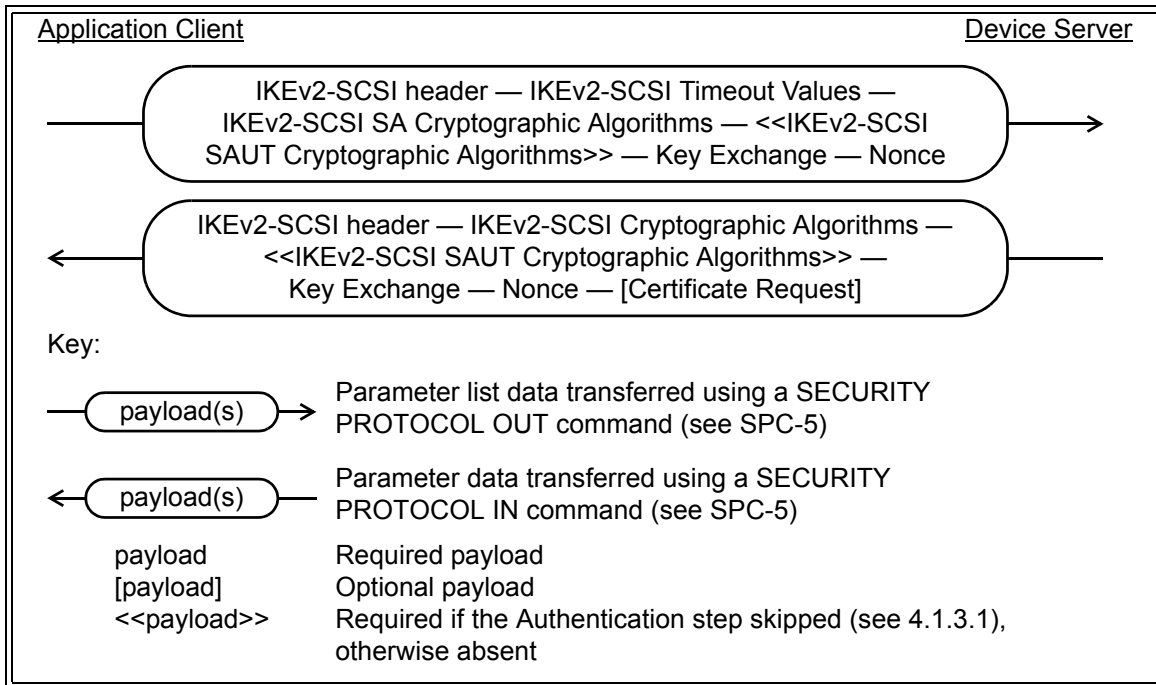 Application Client
Device Server
IKEv2-SCSI header — IKEv2-SCSI Timeout Values —
IKEv2-SCSI SA Cryptographic Algorithms — <<IKEv2-SCSI
SAUT Cryptographic Algorithms>> — Key Exchange — Nonce
IKEv2-SCSI header — IKEv2-SCSI Cryptographic Algorithms —
<<IKEv2-SCSI SAUT Cryptographic Algorithms>> —
Key Exchange — Nonce — [Certificate Request]
Key:
payload(s)
Parameter list data transferred using a SECURITY
PROTOCOL OUT command (see SPC-5)
payload(s)
Parameter data transferred using a SECURITY
PROTOCOL IN command (see SPC-5)
payload Required payload
[payload] Optional payload
<<payload>> Required if the Authentication step skipped (see 4.1.3.1),
otherwise absent